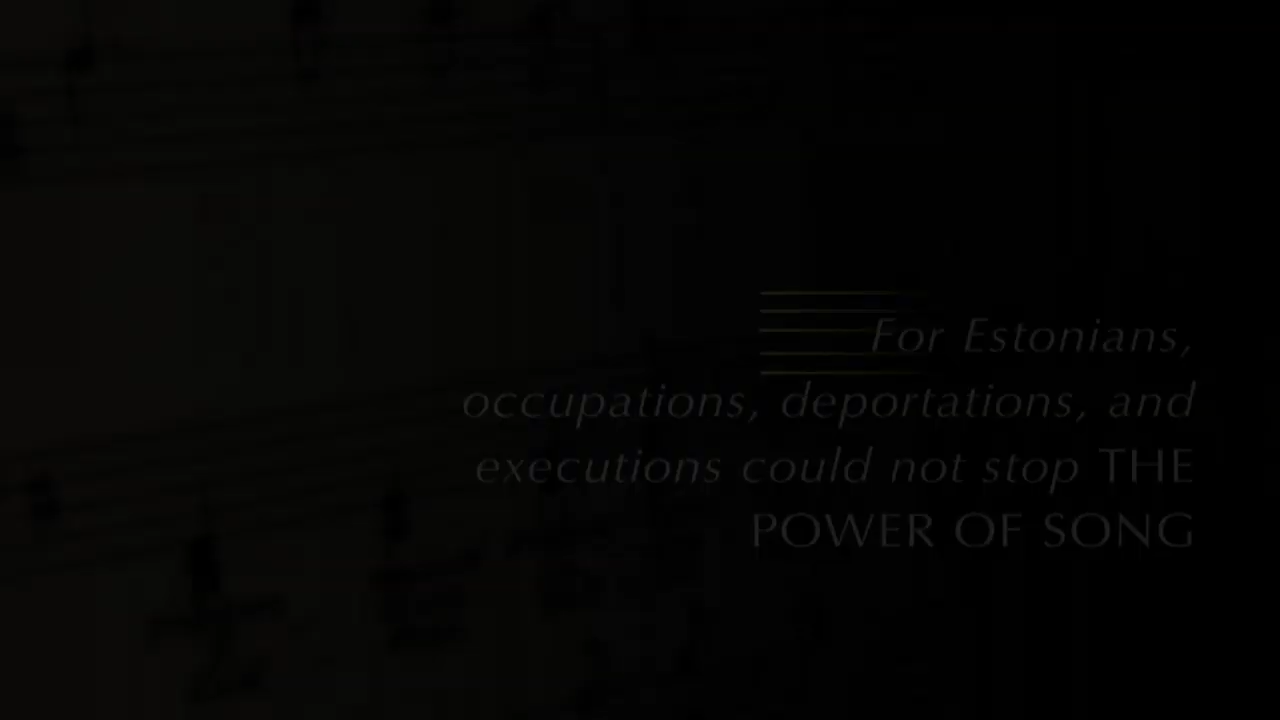 For Estonians,
occupations, deportations, and
executions could not stop THE
POWER OF SONG